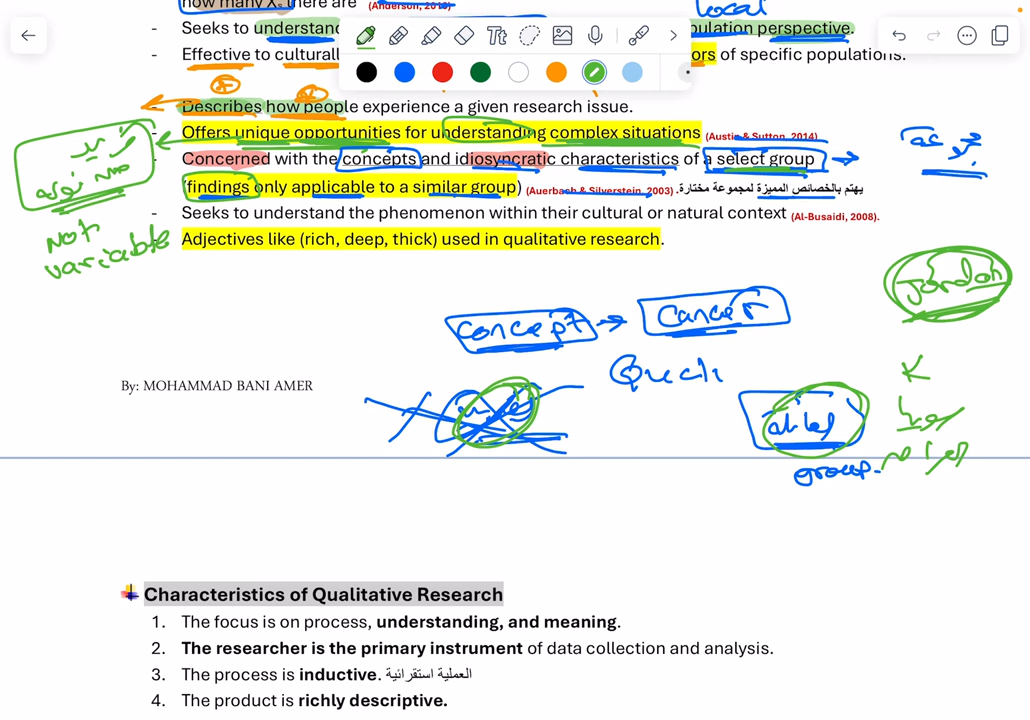 how many Xs there are (Anderson, 2010)
local
- Seeks to understand
pulation perspective.
- Effective to culturall
ors of specific populations.
Tt
Describes how people experience a given research issue.
- Offers unique opportunities for understanding complex situations (Austin & Sutton, 2014)
- Concerned with the concepts and idiosyncratic characteristics of a select group
مجموعة
(findings only applicable to a similar group) (Auerbach & Silverstein, 2003). يهتم بالخصائص المميزة لمجموعة مختارة
- Seeks to understand the phenomenon within their cultural or natural context (Al-Busaidi, 2008).
Not
variable
- Adjectives like (rich, deep, thick) used in qualitative research.
Jordan
Concept → Cancer
By: MOHAMMAD BANI AMER
group
Characteristics of Qualitative Research
1. The focus is on process, understanding, and meaning.
2. The researcher is the primary instrument of data collection and analysis.
3. The process is inductive. العملية استقرائية
4. The product is richly descriptive.